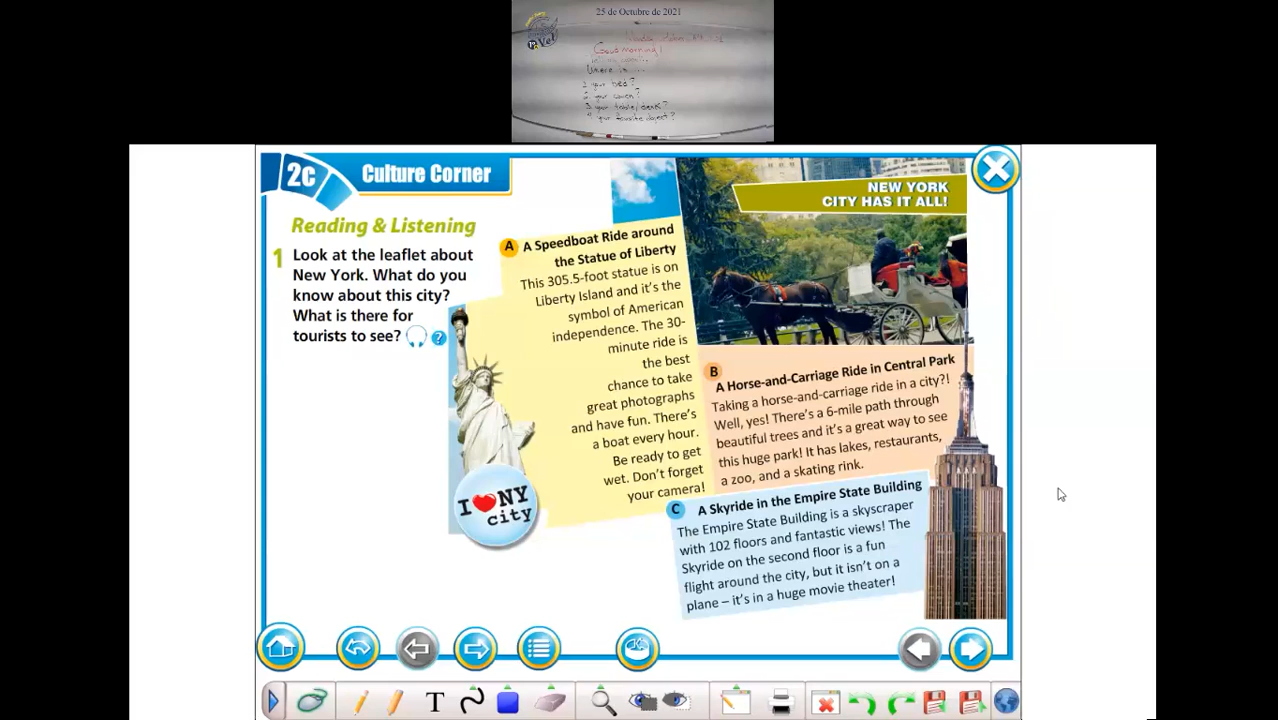 25 de Octubre de 2021
Good morning!
Where is ....
1. your bed?
2. your
3. your table/desk?
4. your favorite object?
2c Culture Corner
Reading & Listening
1 Look at the leaflet about
New York. What do you
know about this city?
What is there for
tourists to see?
NEW YORK
CITY HAS IT ALL!
A A Speedboat Ride around
the Statue of Liberty
This 305.5-foot statue is on
Liberty Island and it's the
symbol of American
independence. The 30-
minute ride is
the best
chance to take
great photographs
and have fun. There's
a boat every hour.
Be ready to get
wet. Don't forget
your camera!
I NY
city
B A Horse-and-Carriage Ride in Central Park
Taking a horse-and-carriage ride in a city?!
Well, yes! There's a 6-mile path through
beautiful trees and it's a great way to see
this huge park! It has lakes, restaurants,
a zoo, and a skating rink.
C A Skyride in the Empire State Building
The Empire State Building is a skyscraper
with 102 floors and fantastic views! The
Skyride on the second floor is a fun
flight around the city, but it isn't on a
plane – it's in a huge movie theater!